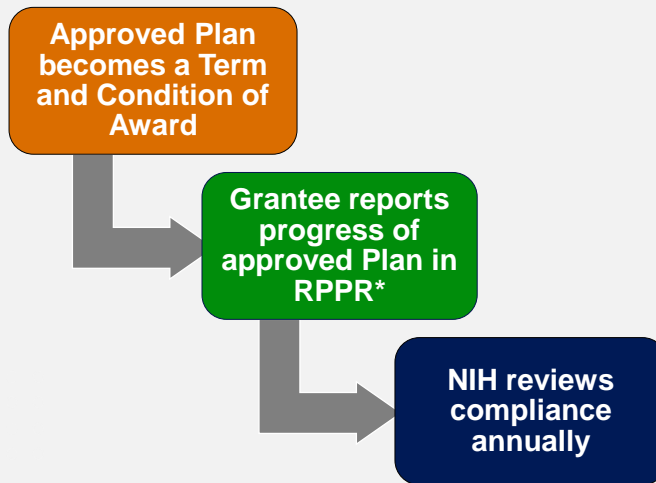 Approved Plan
becomes a Term
and Condition of
Award
Grantee reports
progress of
approved Plan in
RPPR*
NIH reviews
compliance
annually